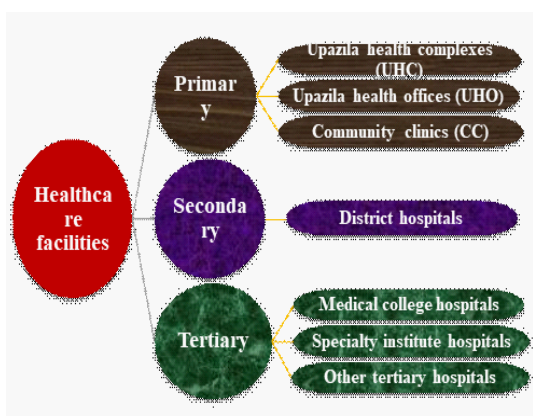 Healthca
re
facilities
Primar
y
Upazila health complexes
(UHC)
Upazila health offices (UHO)
Community clinics (CC)
Seconda
ry
District hospitals
Tertiary
Medical college hospitals
Specialty institute hospitals
Other tertiary hospitals